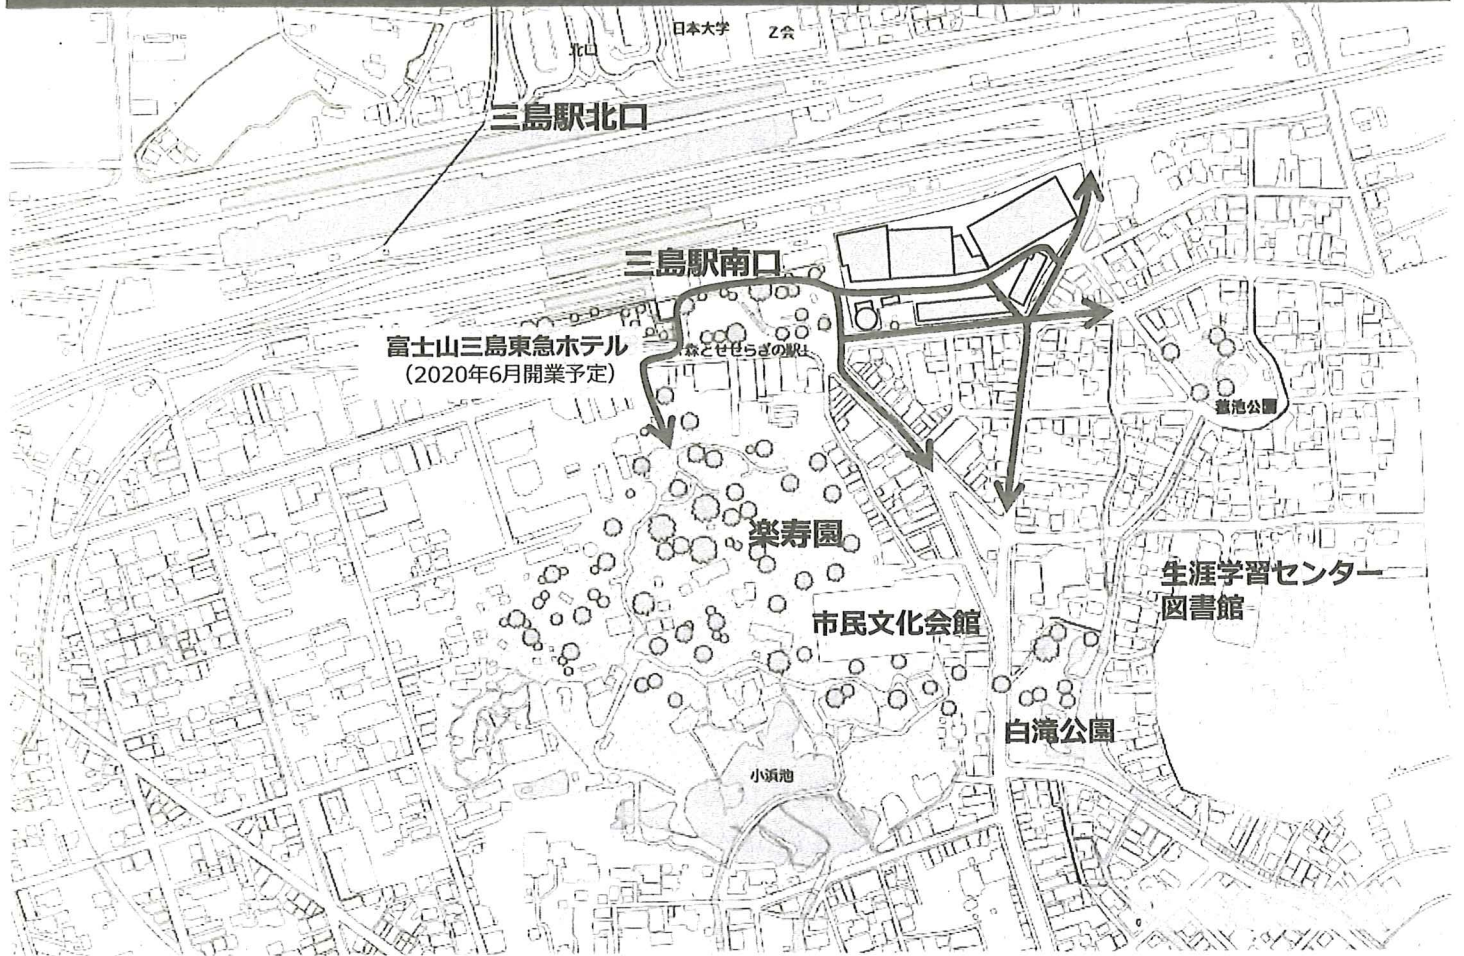 日本大学
Z会
北口
三島駅北口
三島駅南口
富士山三島東急ホテル
（2020年6月開業予定）
森とせせらぎの駅
楽寿園
菰池公園
生涯学習センター
図書館
市民文化会館
白滝公園
小浜池